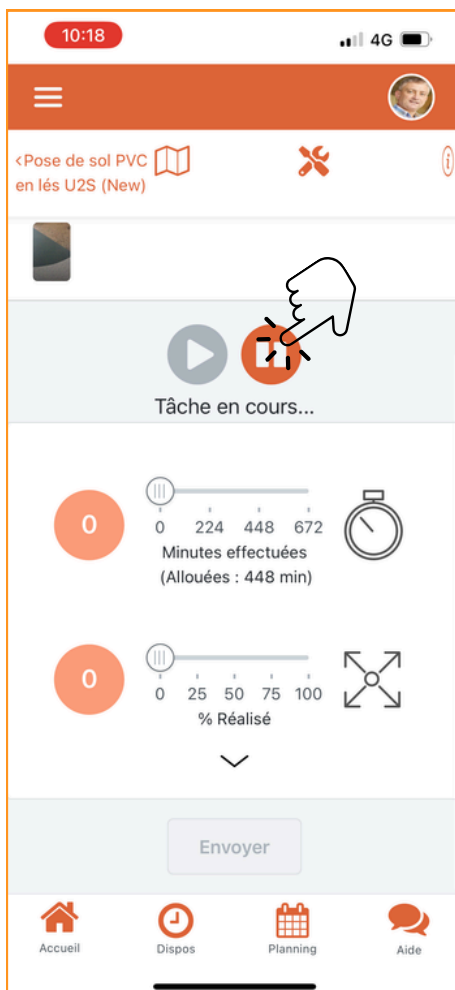 10:18
4G
<Pose de sol PVC
en lés U2S (New)
i
Tâche en cours...
0
0 224 448 672
Minutes effectuées
(Allouées : 448 min)
0
0 25 50 75 100
% Réalisé
Envoyer
Accueil Dispos Planning Aide